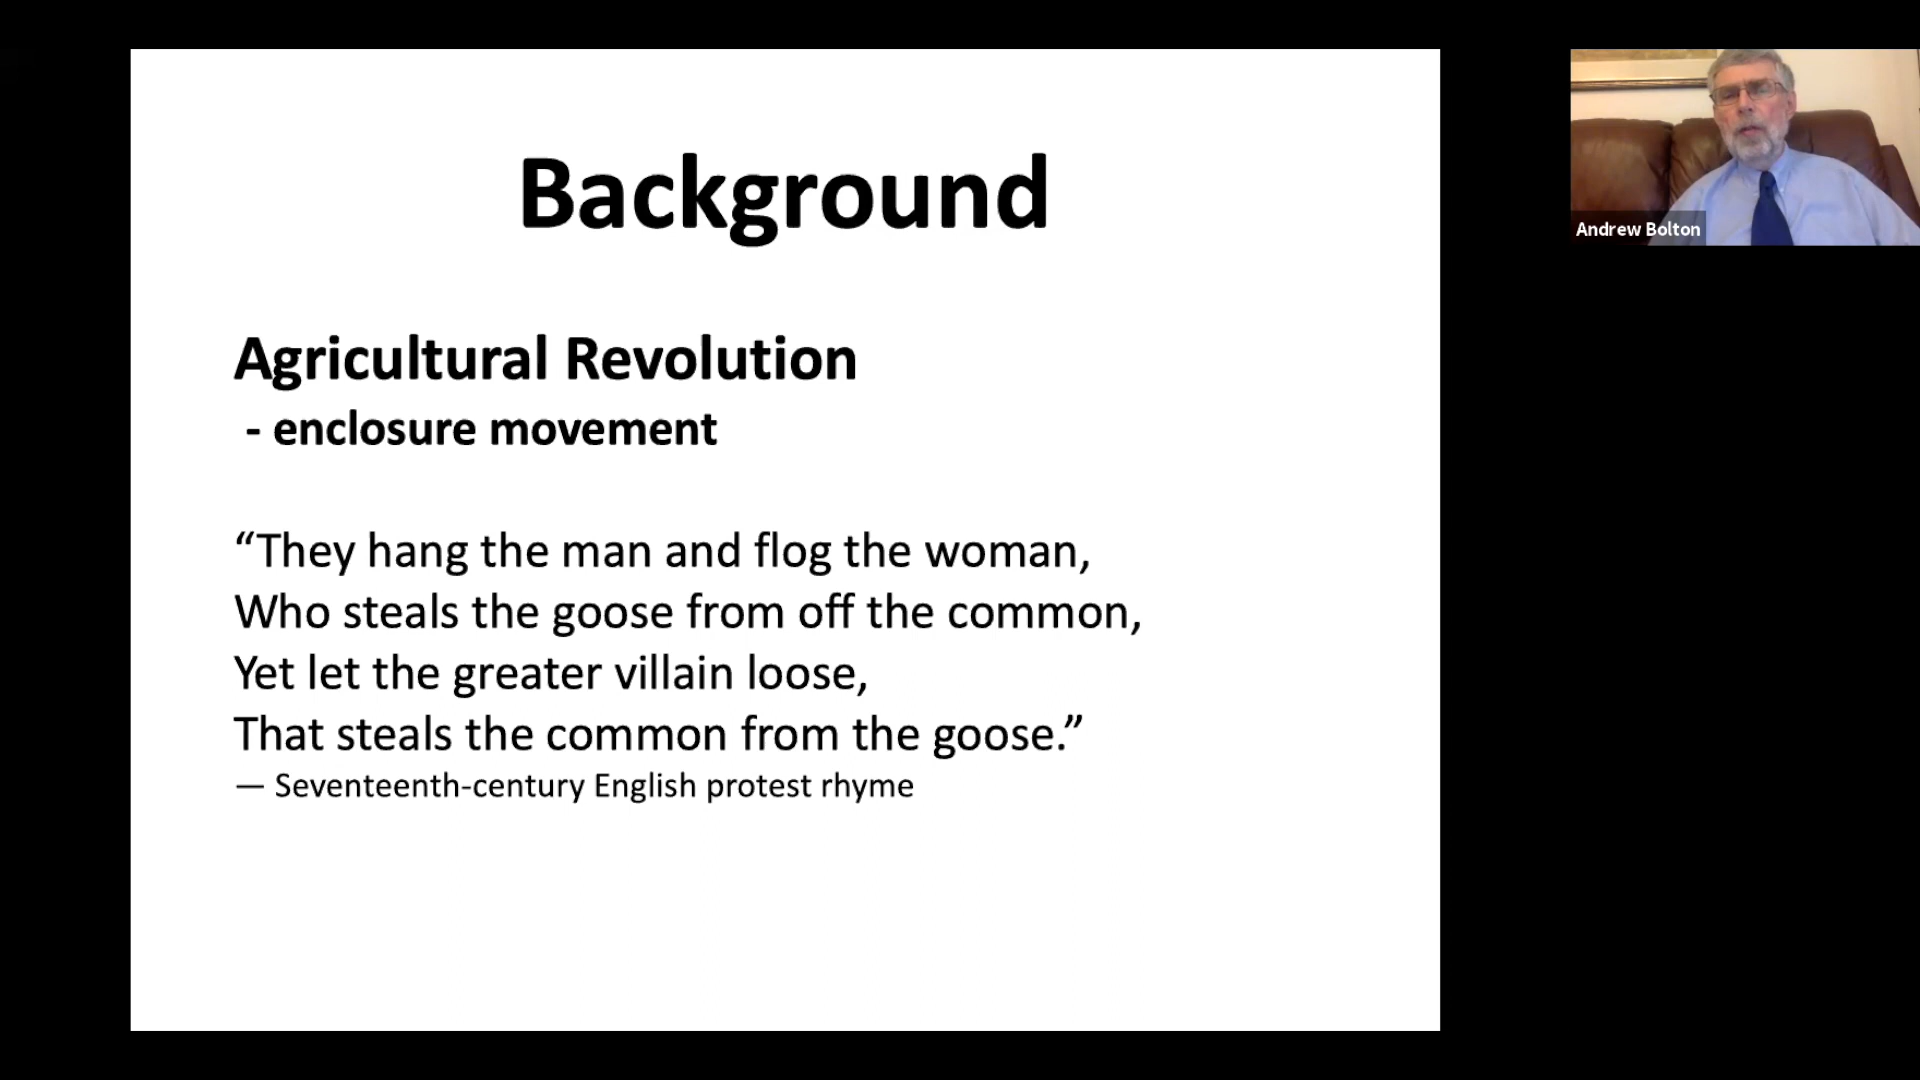 Background
Agricultural Revolution
- enclosure movement
“They hang the man and flog the woman,
Who steals the goose from off the common,
Yet let the greater villain loose,
That steals the common from the goose.”
— Seventeenth-century English protest rhyme
Andrew Bolton